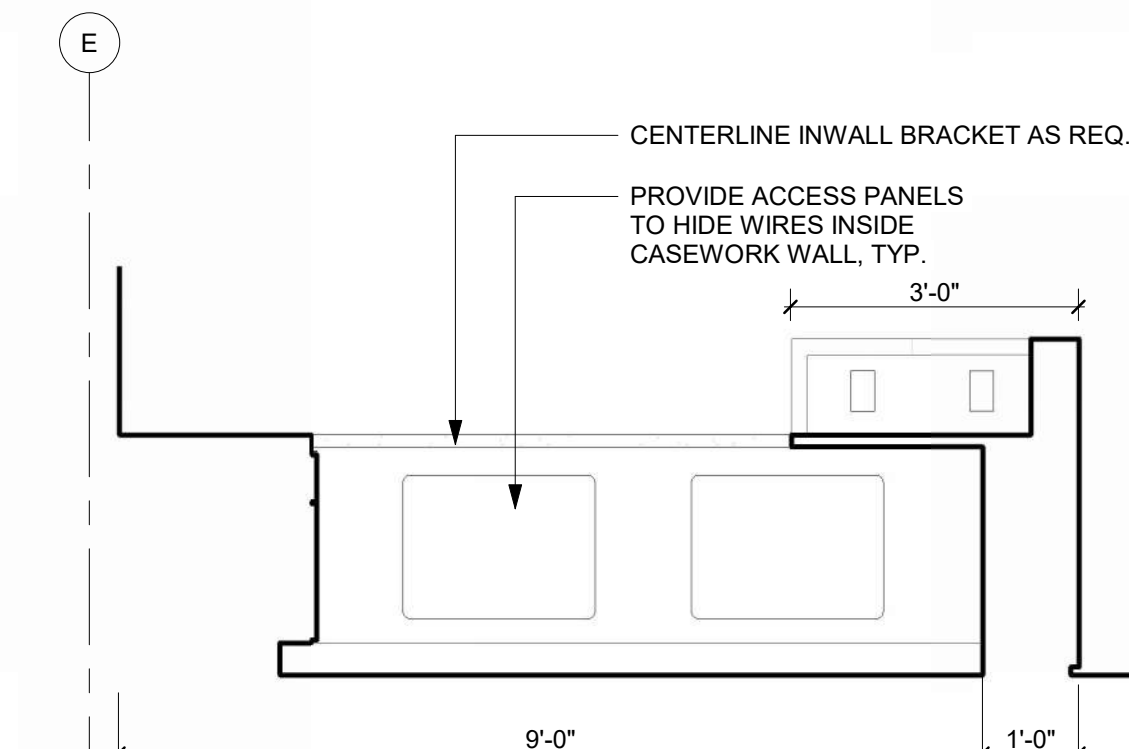 E
CENTERLINE INWALL BRACKET AS REQ.
PROVIDE ACCESS PANELS
TO HIDE WIRES INSIDE
CASEWORK WALL, TYP.
3'-0"
9'-0"
1'-0"